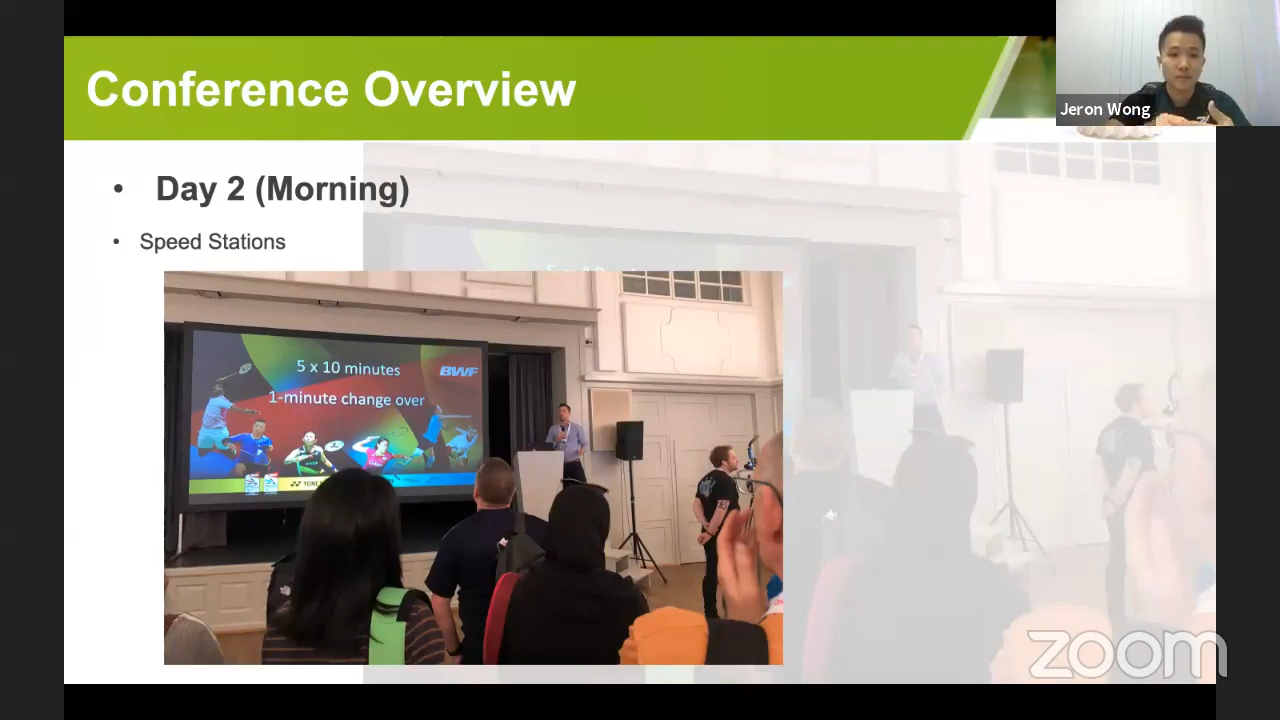 Conference Overview
Jeron Wong
• Day 2 (Morning)
• Speed Stations
5 x 10 minutes
BWF
1-minute change over
zoom